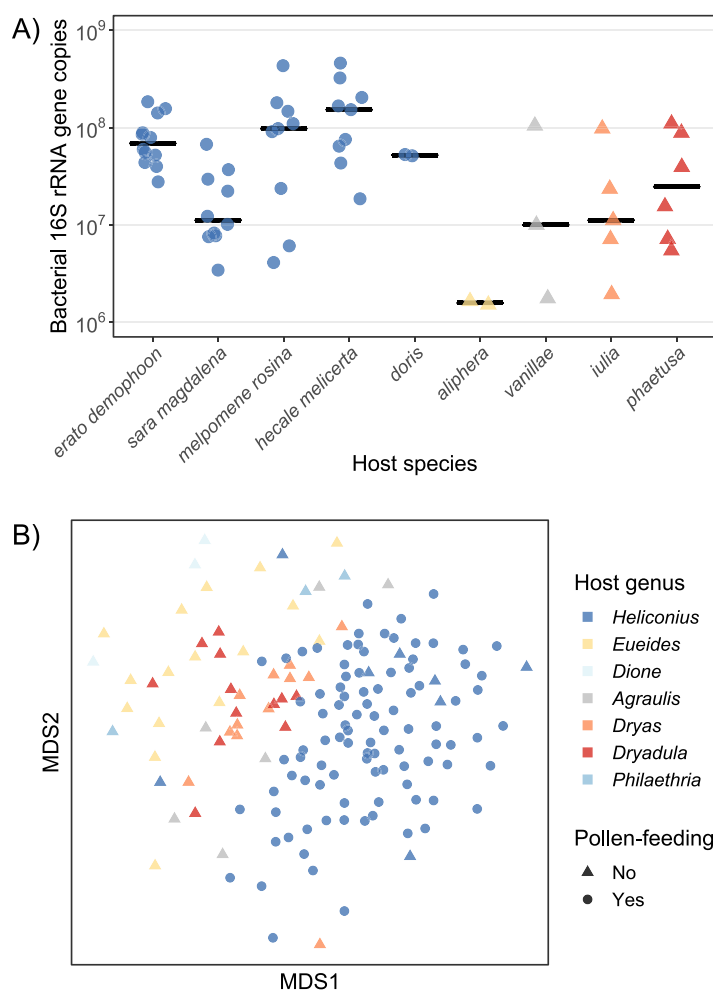 A)
Bacterial 16S rRNA gene copies
10⁹
10⁸
10⁷
10⁶
erato demophoon
sara magdalena
melpomene rosina
hecale melicerta
doris
aliphera
vanillae
iulia
phaetusa
Host species
B)
MDS2
MDS1
Host genus
Heliconius
Eueides
Dione
Agraulis
Dryas
Dryadula
Philaethria
Pollen-feeding
No
Yes